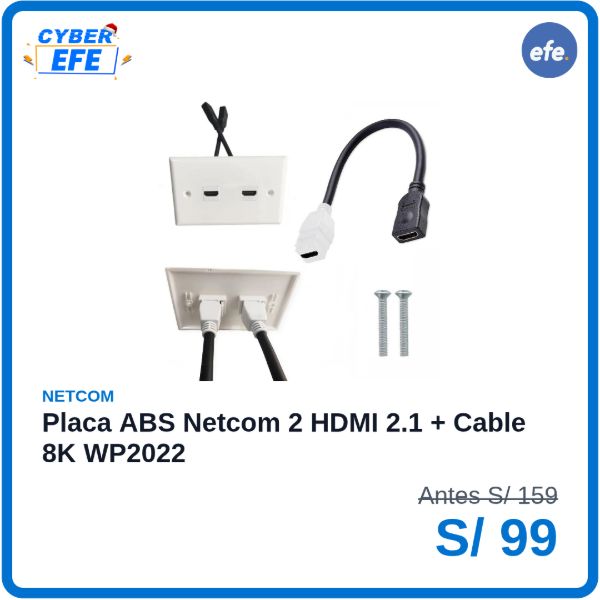 CYBER
EFE
efe.
NETCOM
Placa ABS Netcom 2 HDMI 2.1 + Cable
8K WP2022
Antes S/ 159
S/ 99